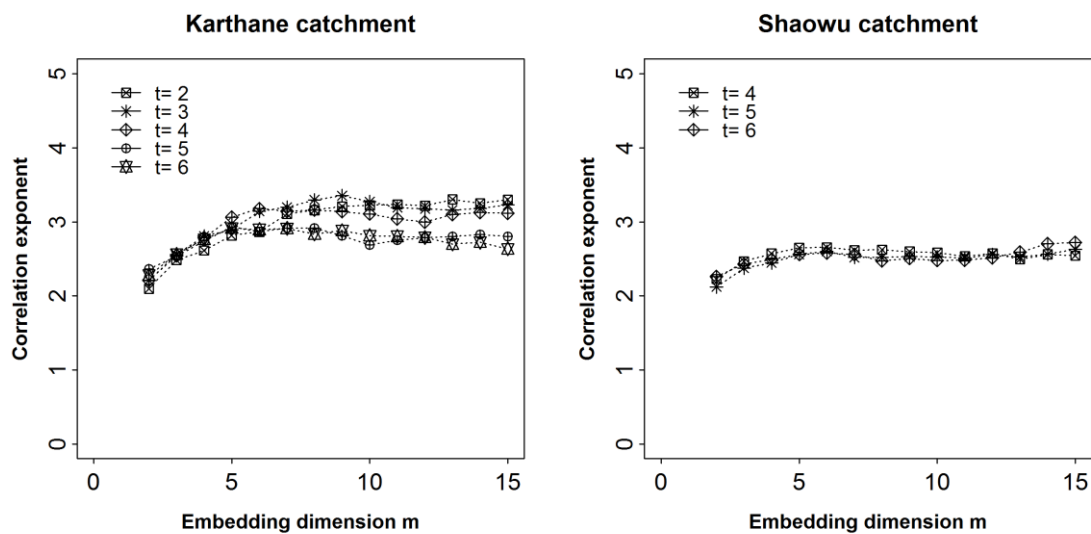 Karthane catchment
Correlation exponent
5
4
3
2
1
0
t= 2
t= 3
t= 4
t= 5
t= 6
0 5 10 15
Embedding dimension m
Shaowu catchment
Correlation exponent
5
4
3
2
1
0
t= 4
t= 5
t= 6
0 5 10 15
Embedding dimension m